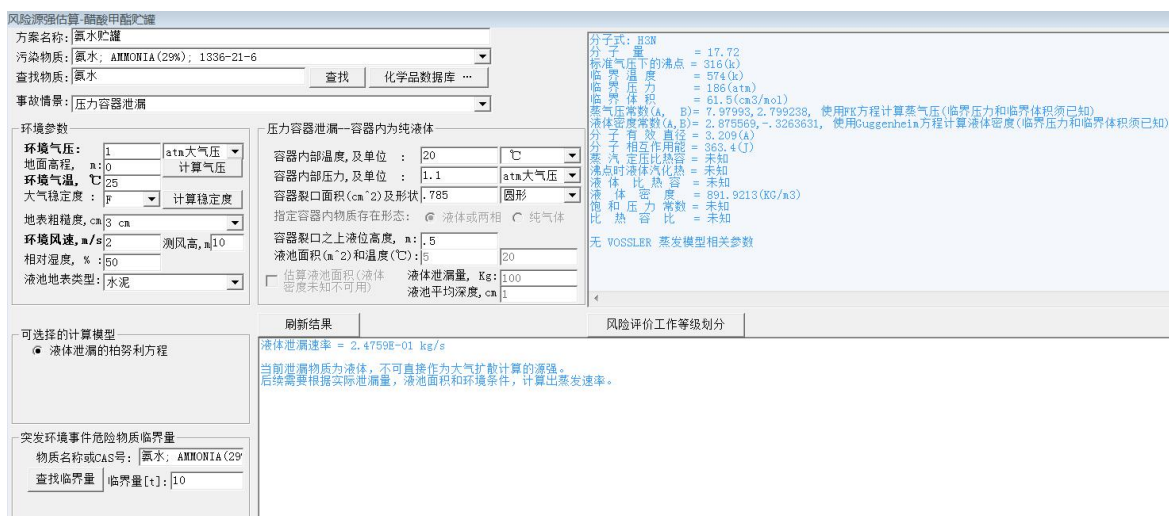 风险源强估算-醋酸甲酯贮罐
方案名称: 氨水贮罐
污染物质: 氨水; AMMONIA(29%); 1336-21-6
查找物质: 氨水 查找 化学品数据库 …
事故情景: 压力容器泄漏
环境参数
环境气压: 1 atm大气压
地面高程, m: 0 计算气压
环境气温, ℃ 25
大气稳定度 : F 计算稳定度
地表粗糙度, cm 3 cm
环境风速, m/s 2 测风高, m 10
相对湿度, % : 50
液池地表类型: 水泥
压力容器泄漏--容器内为纯液体
容器内部温度, 及单位 : 20 ℃
容器内部压力, 及单位 : 1.1 atm大气压
容器裂口面积(cm^2)及形状 .785 圆形
指定容器内物质存在形态: 液体或两相 纯气体
容器裂口之上液位高度, m: .5
液池面积(m^2)和温度(℃): 5 20
估算液池面积(液体密度未知不可用) 液体泄漏量, Kg: 100
液池平均深度, cm 1
分子式: H3N
分 子 量 = 17.72
标准气压下的沸点 = 316(k)
临 界 温 度 = 574(k)
临 界 压 力 = 186(atm)
临 界 体 积 = 61.5(cm3/mol)
蒸气压常数(A, B)= 7.97993, 2.799238, 使用FK方程计算蒸气压(临界压力和临界体积须已知)
液体密度常数(A,B)= 2.875569,-.3263631, 使用Guggenheim方程计算液体密度(临界压力和临界体积须已知)
分 子 有 效 直径 = 3.209(A)
分 子 相互作用能 = 363.4(J)
蒸 汽 定压比热容 = 未知
沸点时液体汽化热 = 未知
液 体 比 热 容 = 未知
液 体 密 度 = 891.9213(KG/m3)
饱 和 压 力 常数 = 未知
比 热 容 比 = 未知
无 VOSSLER 蒸发模型相关参数
刷新结果 风险评价工作等级划分
可选择的计算模型
液体泄漏的柏努利方程
液体泄漏速率 = 2.4759E-01 kg/s
当前泄漏物质为液体，不可直接作为大气扩散计算的源强。
后续需要根据实际泄漏量，液池面积和环境条件，计算出蒸发速率。
突发环境事件危险物质临界量
物质名称或CAS号: 氨水; AMMONIA(29%
查找临界量 临界量[t]: 10